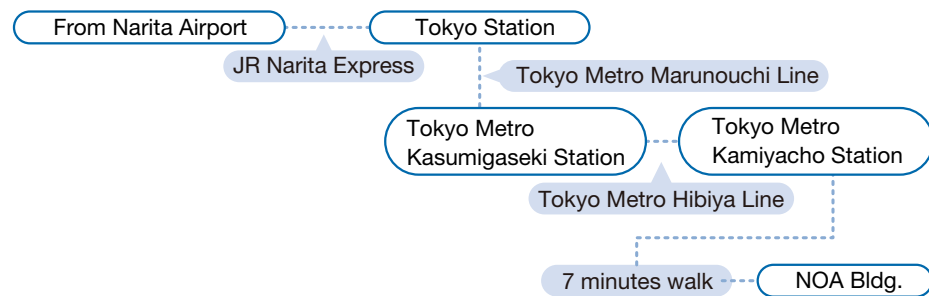 From Narita Airport
Tokyo Station
JR Narita Express
Tokyo Metro Marunouchi Line
Tokyo Metro
Kasumigaseki Station
Tokyo Metro
Kamiyacho Station
Tokyo Metro Hibiya Line
7 minutes walk
NOA Bldg.